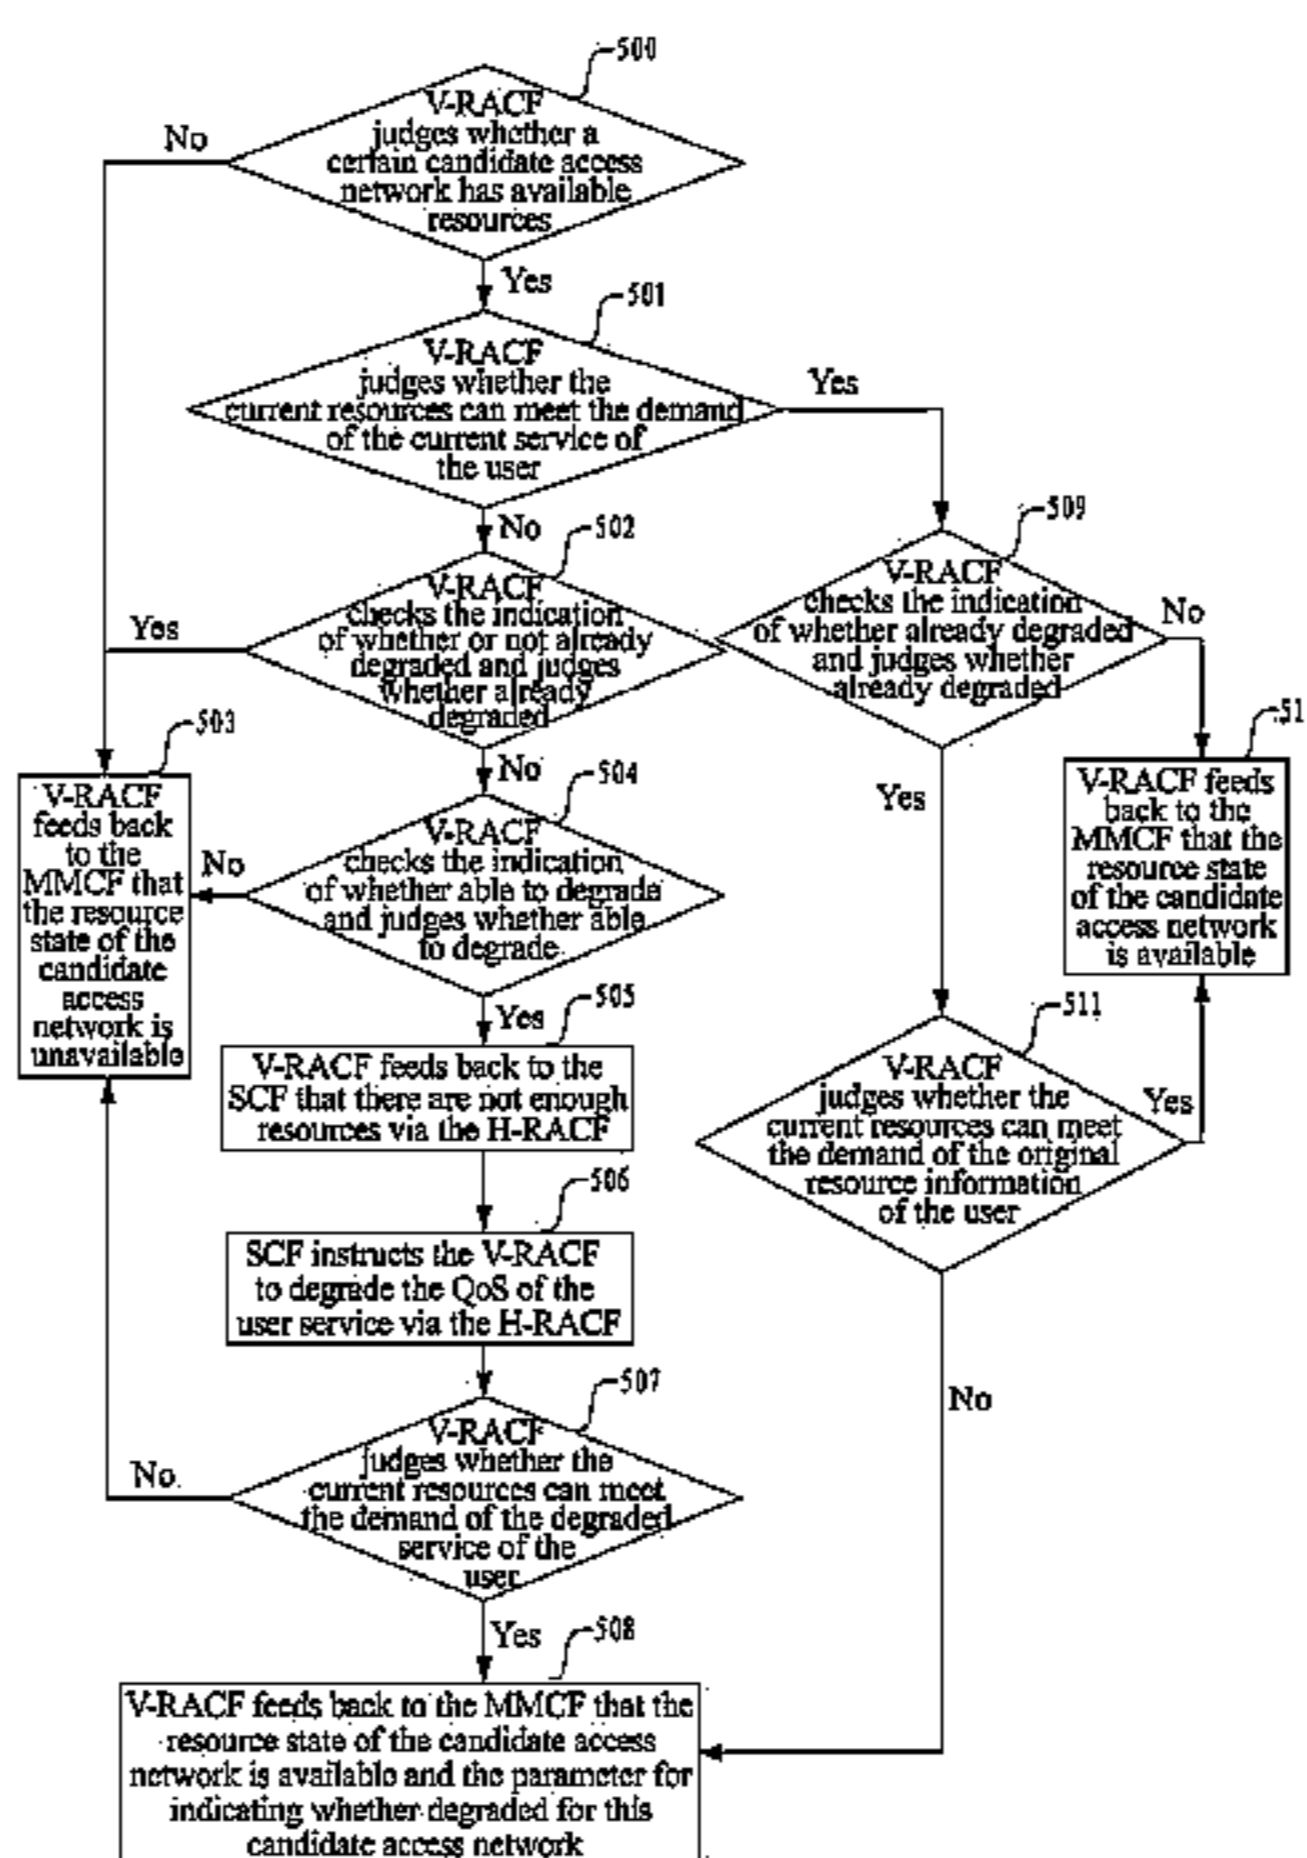 500
V-RACF
judges whether a
certain candidate access
network has available
resources
No
Yes
501
V-RACF
judges whether the
current resources can meet the demand
of the current service of
the user
Yes
No
502
V-RACF
checks the indication
of whether or not already
degraded and judges
whether already
degraded
Yes
509
V-RACF
checks the indication
of whether already degraded
and judges whether
already degraded
No
Yes
503
V-RACF
feeds back
to the
MMCF that
the resource
state of the
candidate
access
network is
unavailable
No
504
V-RACF
checks the indication
of whether able to degrade
and judges whether able
to degrade
No
Yes
51
V-RACF feeds
back to the
MMCF that the
resource state
of the candidate
access network
is available
505
V-RACF feeds back to the
SCF that there are not enough
resources via the H-RACF
511
V-RACF
judges whether the
current resources can meet
the demand of the original
resource information
of the user
Yes
No
506
SCF instructs the V-RACF
to degrade the QoS of the
user service via the H-RACF
507
V-RACF
judges whether the
current resources can meet
the demand of the degraded
service of the
user
No
Yes
508
V-RACF feeds back to the MMCF that the
resource state of the candidate access
network is available and the parameter for
indicating whether degraded for this
candidate access network